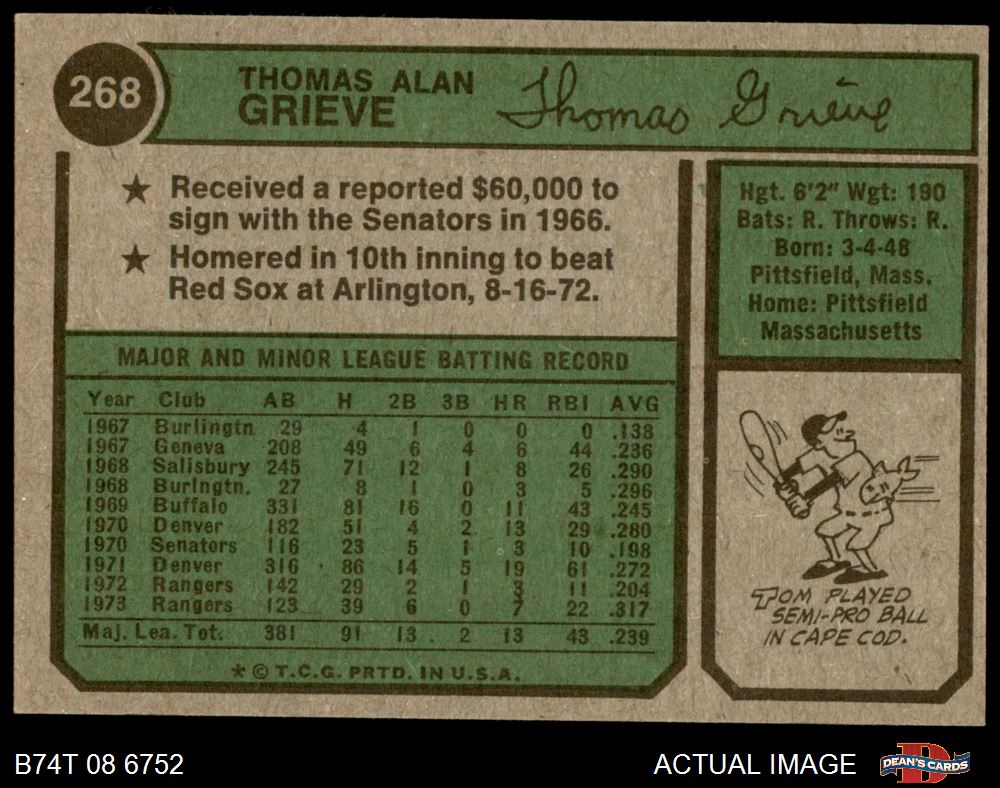 268
THOMAS ALAN
GRIEVE
Thomas Grieve
★ Received a reported $60,000 to
sign with the Senators in 1966.
★ Homered in 10th inning to beat
Red Sox at Arlington, 8-16-72.
Hgt. 6'2" Wgt: 190
Bats: R. Throws: R.
Born: 3-4-48
Pittsfield, Mass.
Home: Pittsfield
Massachusetts
MAJOR AND MINOR LEAGUE BATTING RECORD
Year Club AB H 2B 3B HR RBI AVG
1967 Burlingtn 29 4 1 0 0 0 .138
1967 Geneva 208 49 6 4 6 44 .236
1968 Salisbury 245 71 12 1 8 26 .290
1968 Burlngtn. 27 8 1 0 3 5 .296
1969 Buffalo 331 81 16 0 11 43 .245
1970 Denver 182 51 4 2 13 29 .280
1970 Senators 116 23 5 1 3 10 .198
1971 Denver 316 86 14 5 19 61 .272
1972 Rangers 142 29 2 1 3 11 .204
1973 Rangers 123 39 6 0 7 22 .317
Maj. Lea. Tot. 381 91 13 2 13 43 .239
* © T.C.G. PRTD. IN U.S.A.
TOM PLAYED
SEMI-PRO BALL
IN CAPE COD.
B74T 08 6752
ACTUAL IMAGE
DEAN'S CARDS